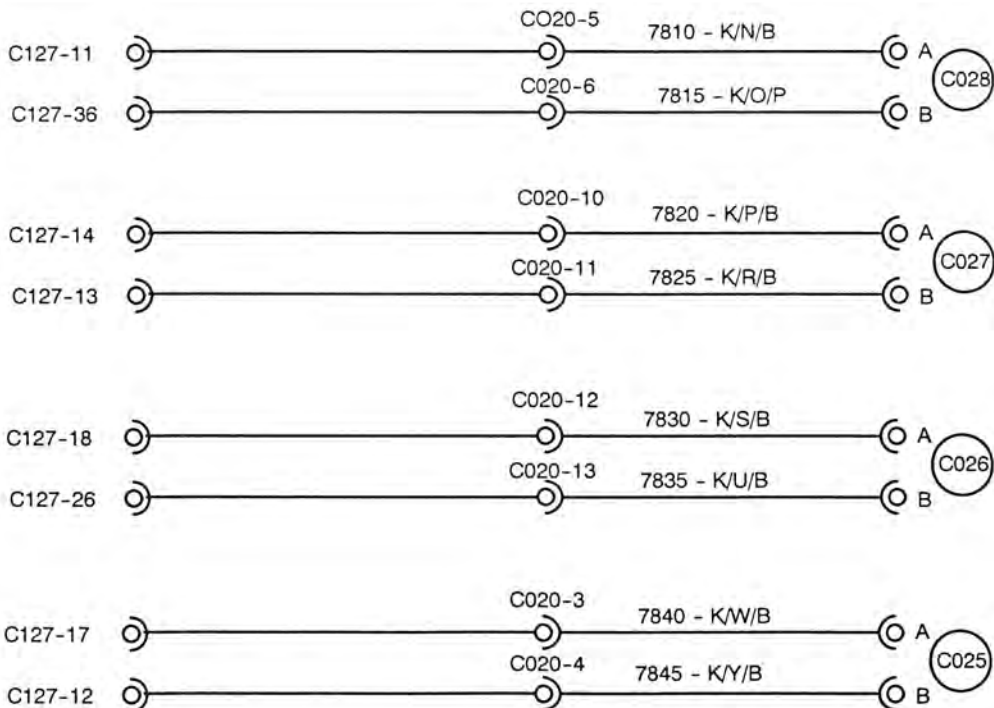 CO20-5 7810 - K/N/B
C127-11 A C028
C020-6 7815 - K/O/P
C127-36 B
C020-10 7820 - K/P/B
C127-14 A C027
C020-11 7825 - K/R/B
C127-13 B
C020-12 7830 - K/S/B
C127-18 A C026
C020-13 7835 - K/U/B
C127-26 B
C020-3 7840 - K/W/B
C127-17 A C025
C020-4 7845 - K/Y/B
C127-12 B